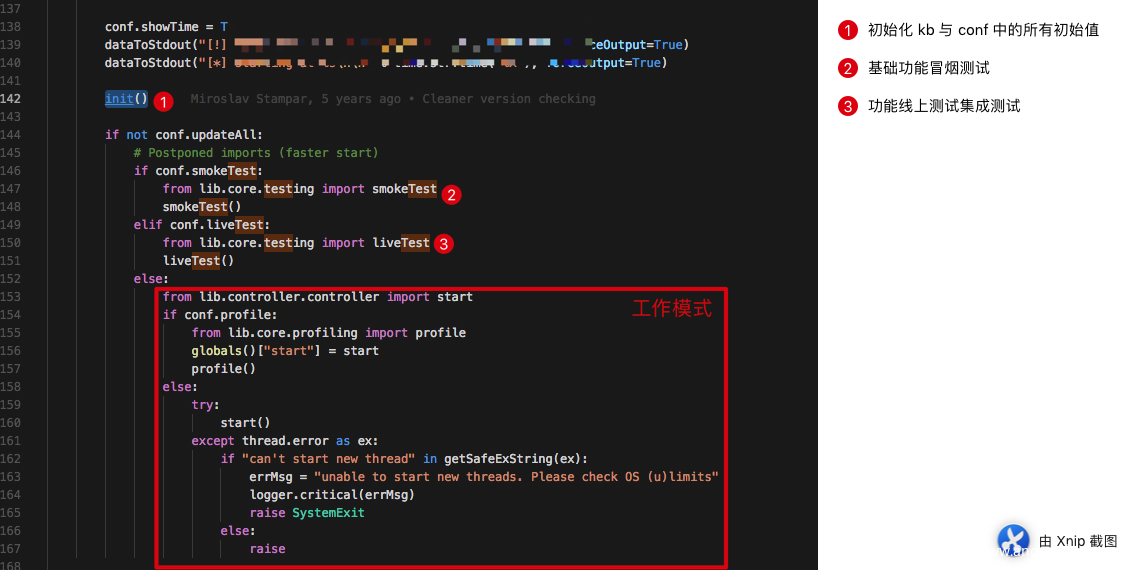 137
138 conf.showTime = T
139 dataToStdout("[!] ceOutput=True)
140 dataToStdout("[*] utput=True)
141
142 init() 1 Miroslav Stampar, 5 years ago • Cleaner version checking
143
144 if not conf.updateAll:
145 # Postponed imports (faster start)
146 if conf.smokeTest:
147 from lib.core.testing import smokeTest 2
148 smokeTest()
149 elif conf.liveTest:
150 from lib.core.testing import liveTest 3
151 liveTest()
152 else:
153 from lib.controller.controller import start
工作模式
154 if conf.profile:
155 from lib.core.profiling import profile
156 globals()["start"] = start
157 profile()
158 else:
159 try:
160 start()
161 except thread.error as ex:
162 if "can't start new thread" in getSafeExString(ex):
163 errMsg = "unable to start new threads. Please check OS (u)limits"
164 logger.critical(errMsg)
165 raise SystemExit
166 else:
167 raise
168
1 初始化 kb 与 conf 中的所有初始值
2 基础功能冒烟测试
3 功能线上测试集成测试
由 Xnip 截图